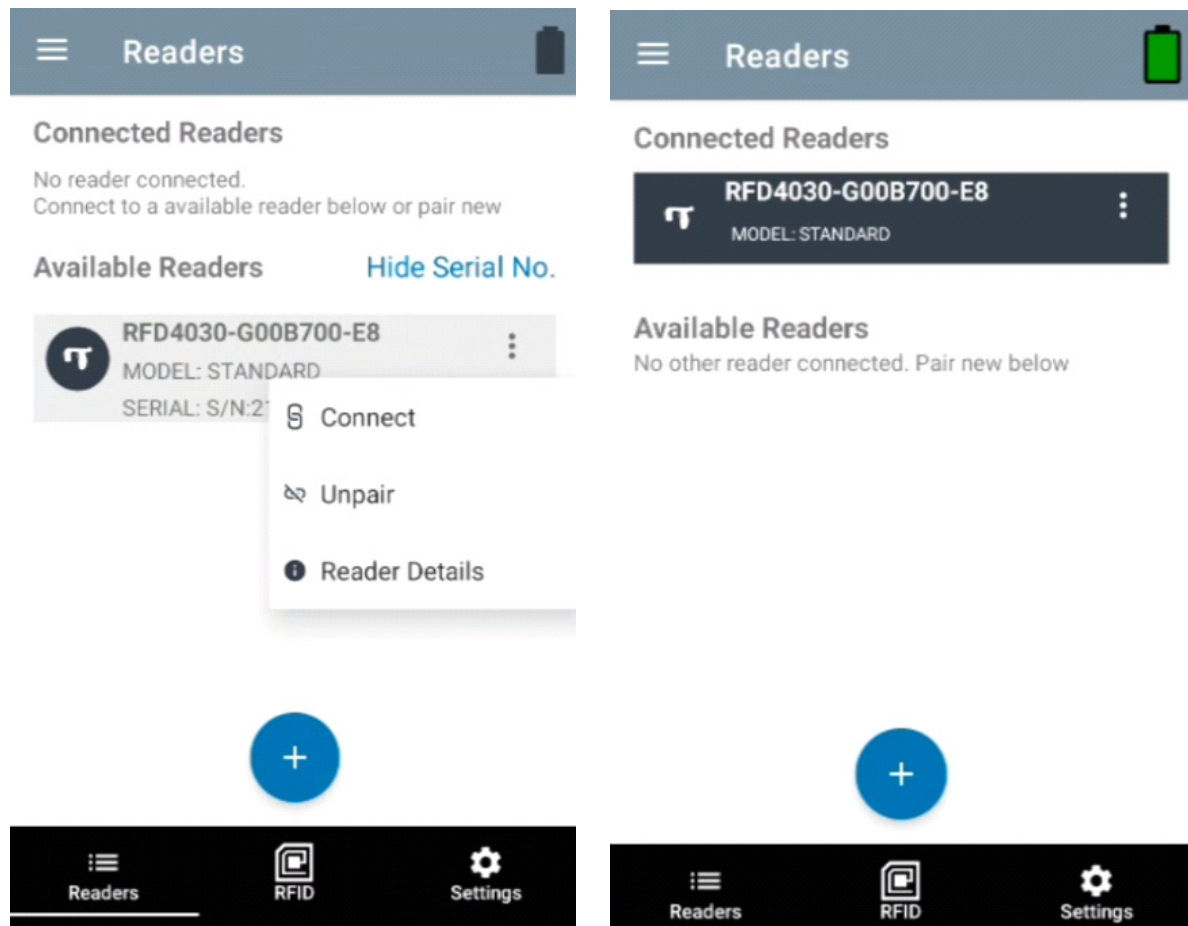 Readers
Connected Readers
No reader connected.
Connect to a available reader below or pair new
Available Readers
Hide Serial No.
RFD4030-G00B700-E8
MODEL: STANDARD
SERIAL: S/N:2
Connect
Unpair
Reader Details
+
Readers
RFID
Settings
Readers
Connected Readers
RFD4030-G00B700-E8
MODEL: STANDARD
Available Readers
No other reader connected. Pair new below
+
Readers
RFID
Settings